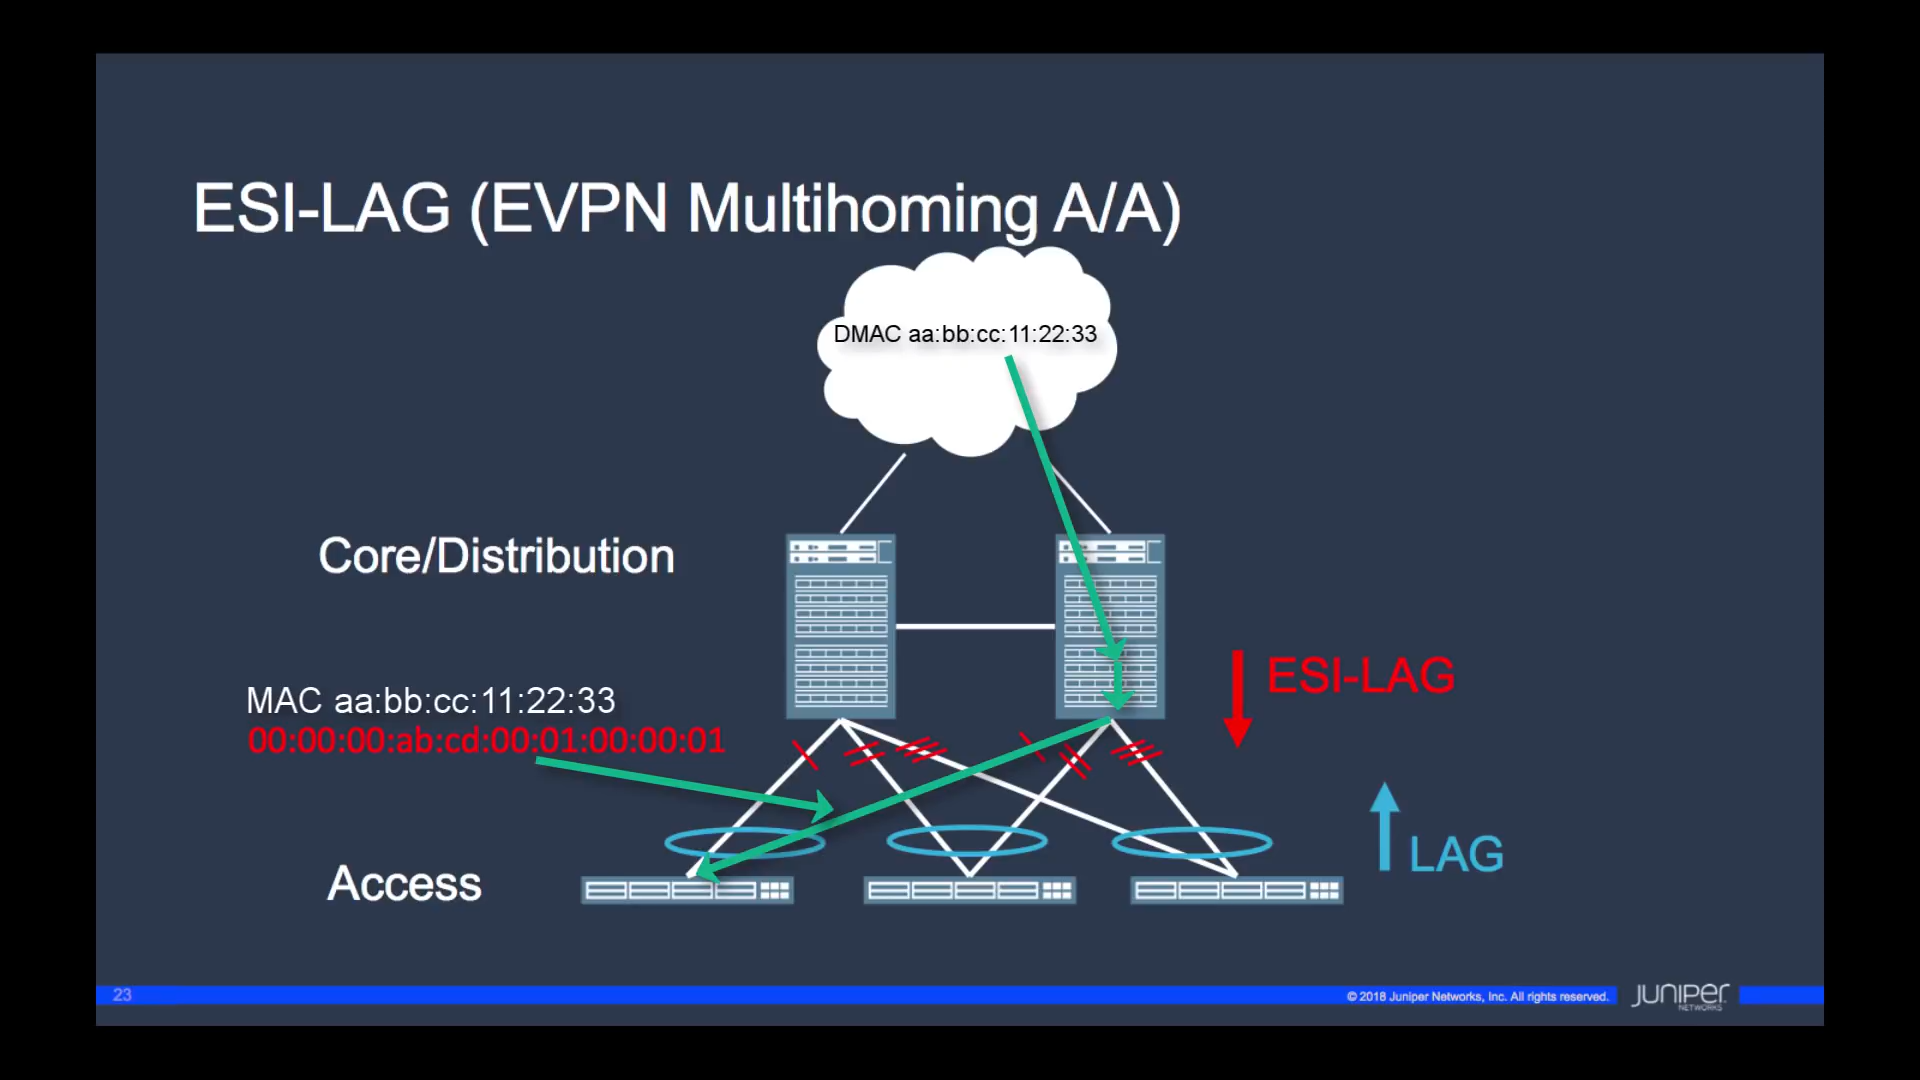 ESI-LAG (EVPN Multihoming A/A)
DMAC aa:bb:cc:11:22:33
Core/Distribution
ESI-LAG
MAC aa:bb:cc:11:22:33
00:00:00:ab:cd:00:01:00:00:01
LAG
Access
23
© 2018 Juniper Networks, Inc. All rights reserved.
JUNIPER
NETWORKS